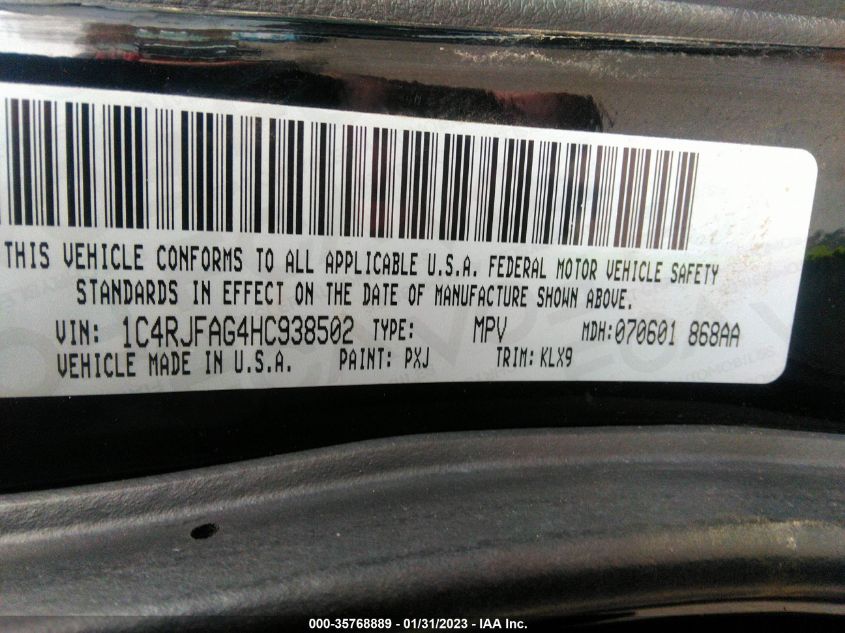 THIS VEHICLE CONFORMS TO ALL APPLICABLE U.S.A. FEDERAL MOTOR VEHICLE SAFETY
STANDARDS IN EFFECT ON THE DATE OF MANUFACTURE SHOWN ABOVE.
VIN: 1C4RJFAG4HC938502 TYPE: MPV MDH:070601 868AA
VEHICLE MADE IN U.S.A. PAINT: PXJ TRIM: KLX9
000-35768889 - 01/31/2023 - IAA Inc.